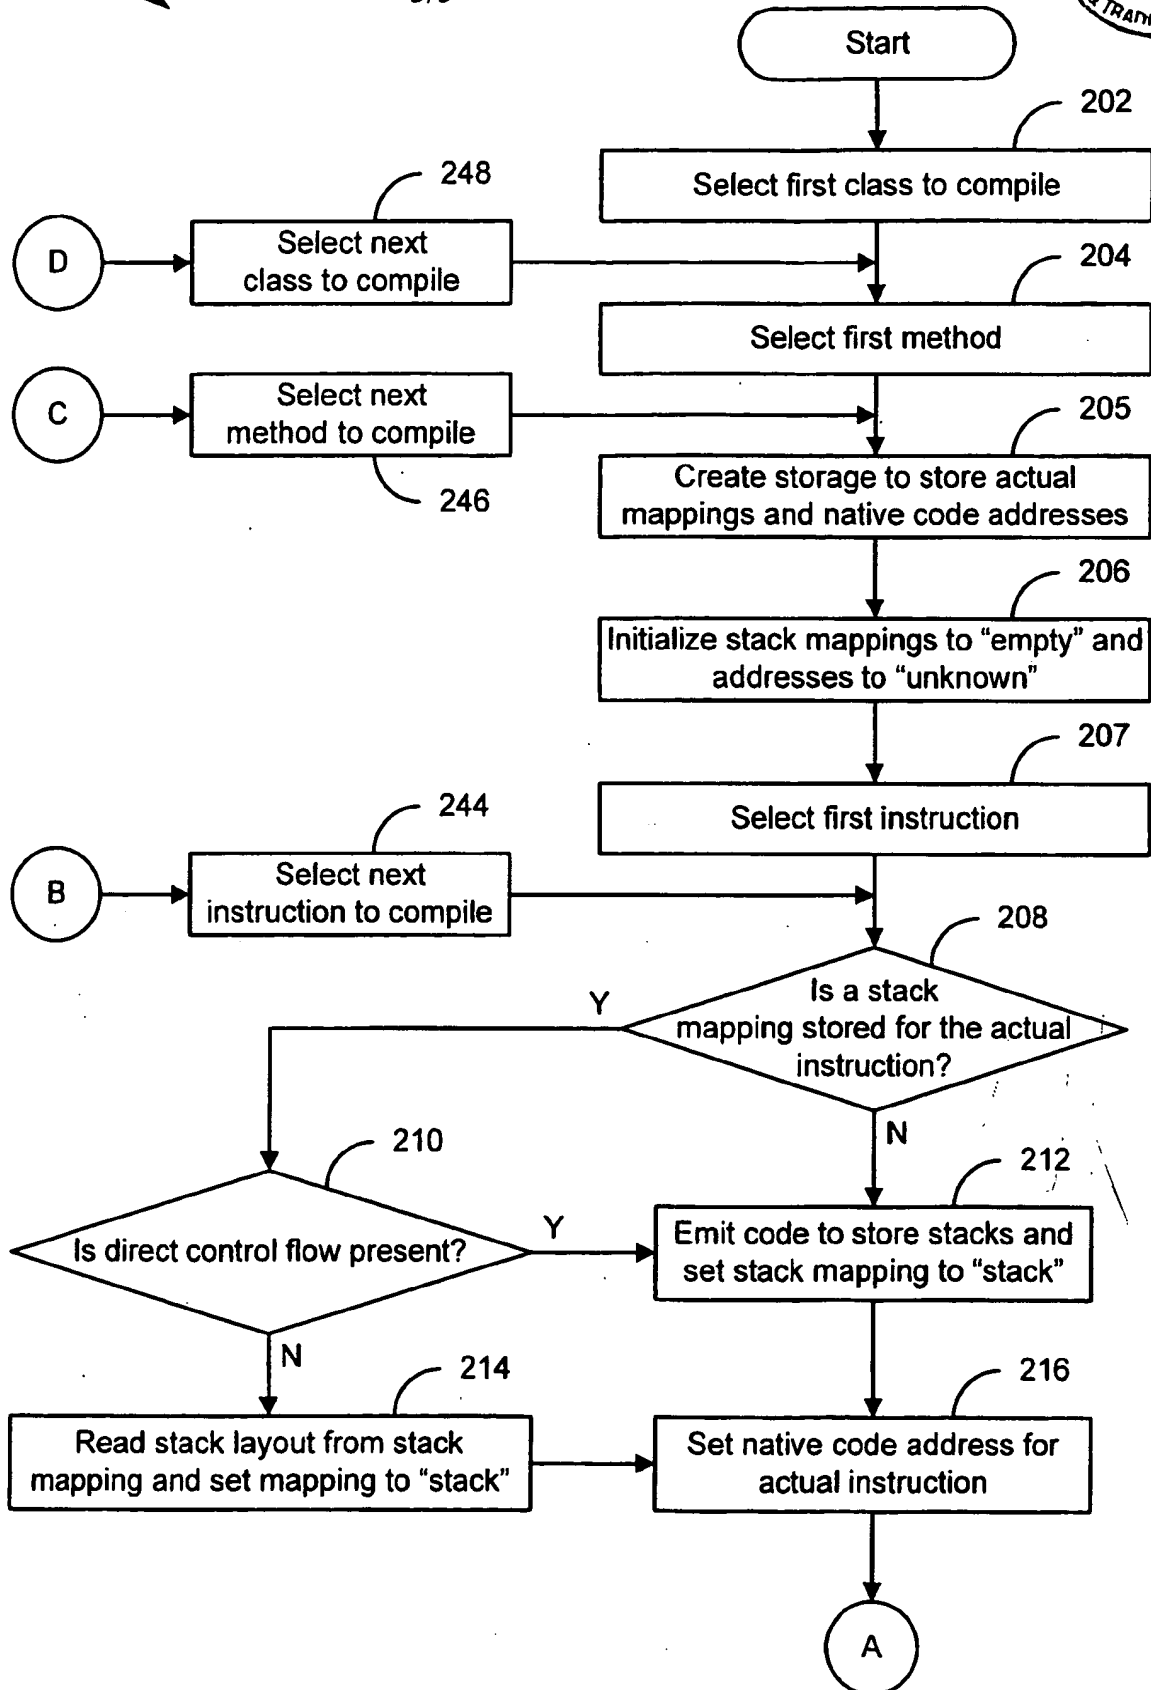 Start
202
Select first class to compile
248
D
Select next
class to compile
204
Select first method
C
Select next
method to compile
246
205
Create storage to store actual
mappings and native code addresses
206
Initialize stack mappings to “empty” and
addresses to “unknown”
207
Select first instruction
244
B
Select next
instruction to compile
208
Is a stack
mapping stored for the actual
instruction?
Y
N
210
Is direct control flow present?
Y
N
212
Emit code to store stacks and
set stack mapping to “stack”
214
Read stack layout from stack
mapping and set mapping to “stack”
216
Set native code address for
actual instruction
A